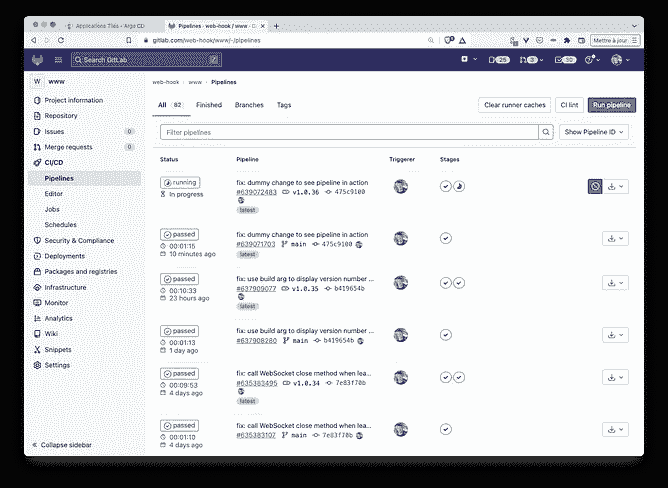 Applications Tiles - Argo CD
Pipelines · web-hook / www · G
gitlab.com/web-hook/www/-/pipelines
Mettre à jour
Search GitLab
/
25
3
30
W www
Project information
Repository
Issues 0
Merge requests 0
CI/CD
Pipelines
Editor
Jobs
Schedules
Security & Compliance
Deployments
Packages and registries
Infrastructure
Monitor
Analytics
Wiki
Snippets
Settings
Collapse sidebar
web-hook › www › Pipelines
All 82 Finished Branches Tags
Clear runner caches CI lint Run pipeline
Filter pipelines Show Pipeline ID
Status Pipeline Triggerer Stages
running fix: dummy change to see pipeline in action
In progress #639072483 v1.0.36 475c9100
latest
passed fix: dummy change to see pipeline in action
00:01:15 #639071703 main 475c9100
10 minutes ago latest
passed fix: use build arg to display version number ...
00:10:33 #637909077 v1.0.35 b419654b
23 hours ago latest
passed fix: use build arg to display version number ...
00:01:13 #637908280 main b419654b
1 day ago
passed fix: call WebSocket close method when lea...
00:09:53 #635383495 v1.0.34 7e83f70b
4 days ago latest
passed fix: call WebSocket close method when lea...
00:01:10 #635383107 main 7e83f70b
4 days ago